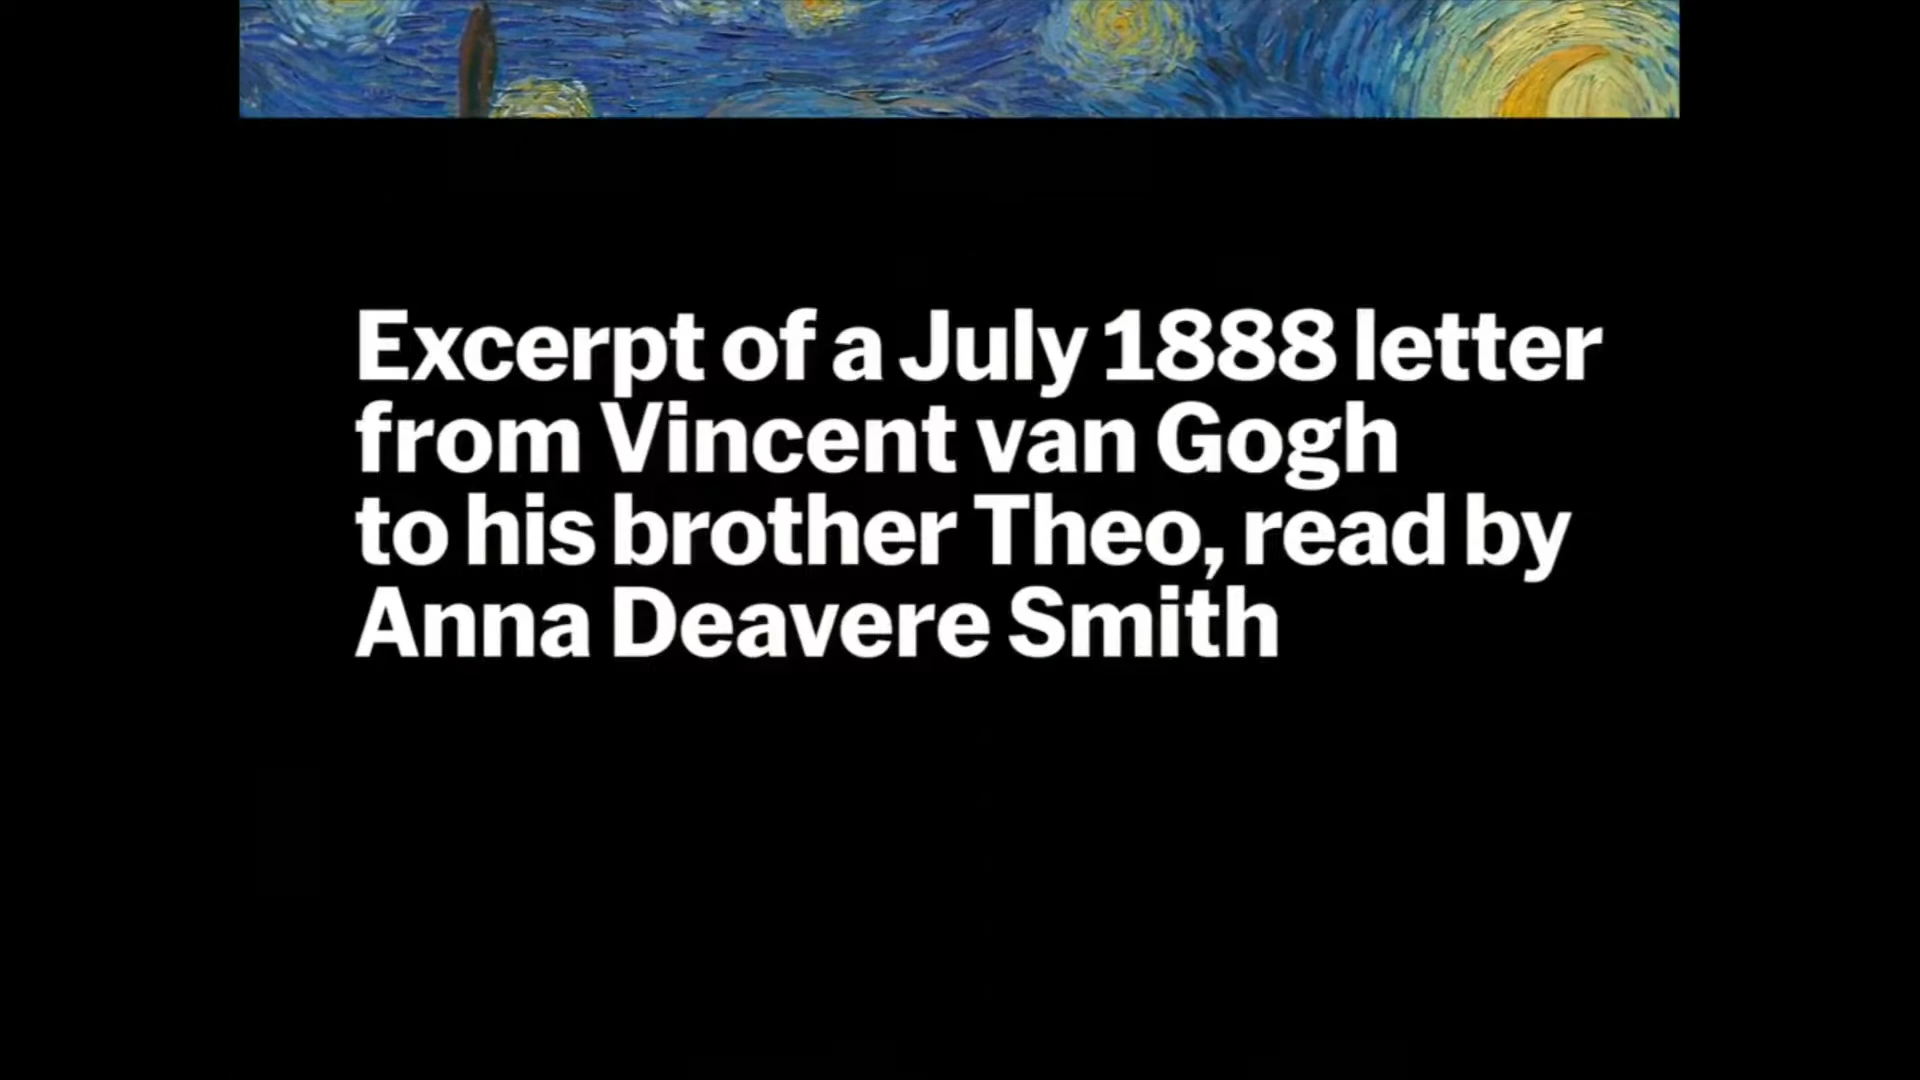 Excerpt of a July 1888 letter
from Vincent van Gogh
to his brother Theo, read by
Anna Deavere Smith